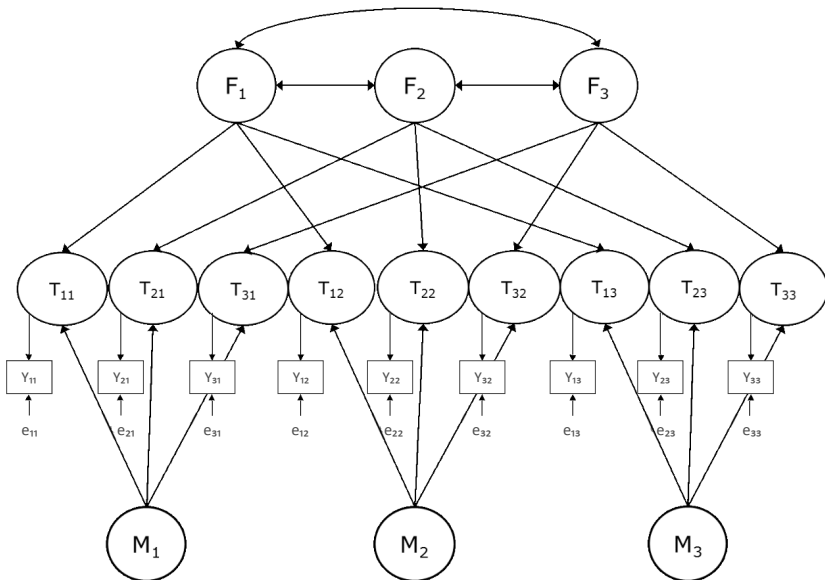 F₁ F₂ F₃
T₁₁ T₂₁ T₃₁ T₁₂ T₂₂ T₃₂ T₁₃ T₂₃ T₃₃
Y₁₁ Y₂₁ Y₃₁ Y₁₂ Y₂₂ Y₃₂ Y₁₃ Y₂₃ Y₃₃
e₁₁ e₂₁ e₃₁ e₁₂ e₂₂ e₃₂ e₁₃ e₂₃ e₃₃
M₁ M₂ M₃